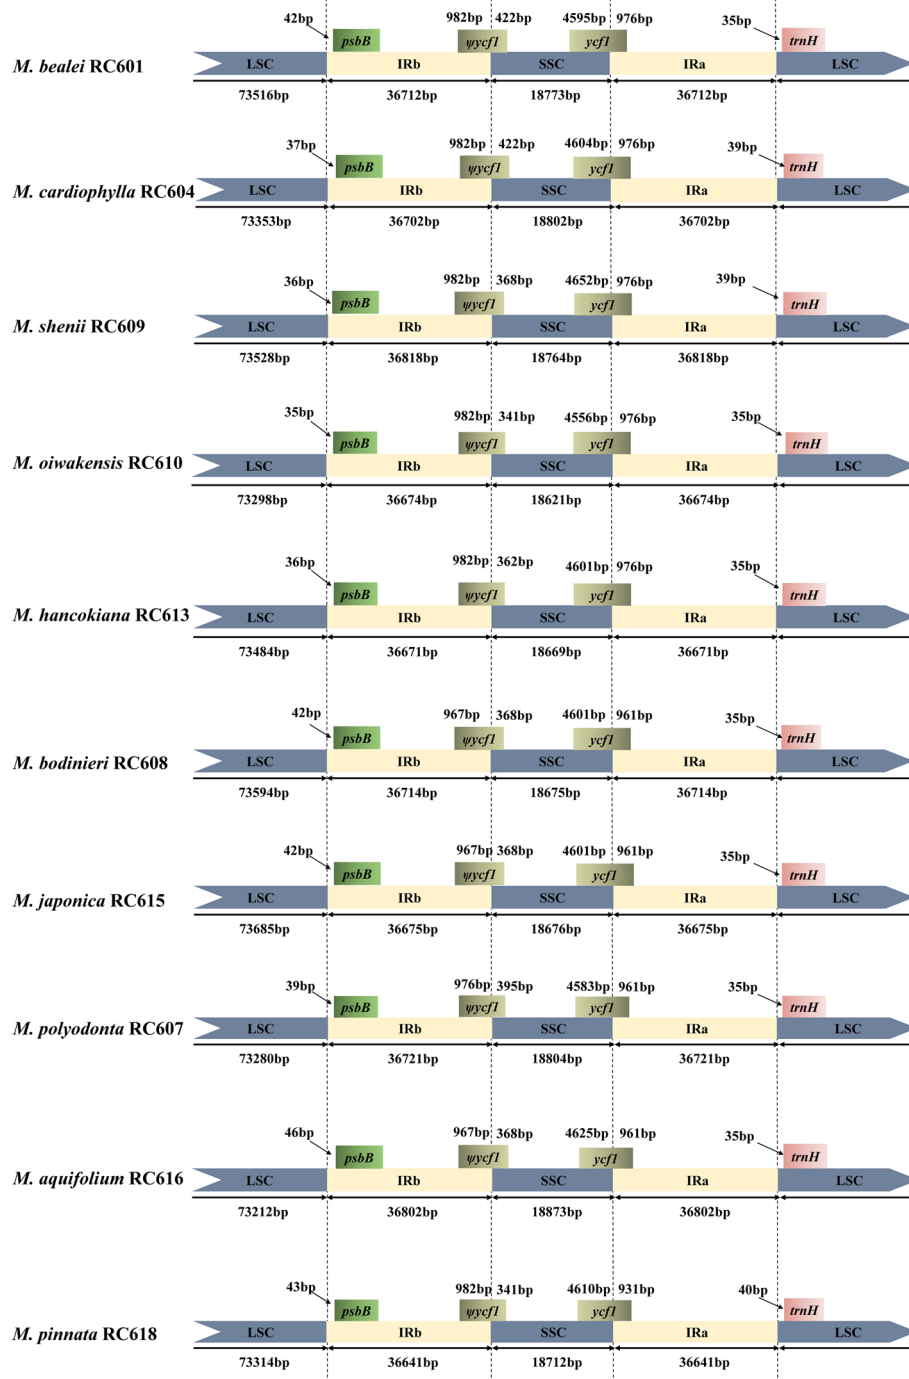 42bp 982bp 422bp 4595bp 976bp 35bp
psbB ψycf1 ycf1 trnH
M. bealei RC601 LSC IRb SSC IRa LSC
73516bp 36712bp 18773bp 36712bp
37bp 982bp 422bp 4604bp 976bp 39bp
psbB ψycf1 ycf1 trnH
M. cardiophylla RC604 LSC IRb SSC IRa LSC
73353bp 36702bp 18802bp 36702bp
36bp 982bp 368bp 4652bp 976bp 39bp
psbB ψycf1 ycf1 trnH
M. shenii RC609 LSC IRb SSC IRa LSC
73528bp 36818bp 18764bp 36818bp
35bp 982bp 341bp 4556bp 976bp 35bp
psbB ψycf1 ycf1 trnH
M. oiwakensis RC610 LSC IRb SSC IRa LSC
73298bp 36674bp 18621bp 36674bp
36bp 982bp 362bp 4601bp 976bp 35bp
psbB ψycf1 ycf1 trnH
M. hancokiana RC613 LSC IRb SSC IRa LSC
73484bp 36671bp 18669bp 36671bp
42bp 967bp 368bp 4601bp 961bp 35bp
psbB ψycf1 ycf1 trnH
M. bodinieri RC608 LSC IRb SSC IRa LSC
73594bp 36714bp 18675bp 36714bp
42bp 967bp 368bp 4601bp 961bp 35bp
psbB ψycf1 ycf1 trnH
M. japonica RC615 LSC IRb SSC IRa LSC
73685bp 36675bp 18676bp 36675bp
39bp 976bp 395bp 4583bp 961bp 35bp
psbB ψycf1 ycf1 trnH
M. polyodonta RC607 LSC IRb SSC IRa LSC
73280bp 36721bp 18804bp 36721bp
46bp 967bp 368bp 4625bp 961bp 35bp
psbB ψycf1 ycf1 trnH
M. aquifolium RC616 LSC IRb SSC IRa LSC
73212bp 36802bp 18873bp 36802bp
43bp 982bp 341bp 4610bp 931bp 40bp
psbB ψycf1 ycf1 trnH
M. pinnata RC618 LSC IRb SSC IRa LSC
73314bp 36641bp 18712bp 36641bp